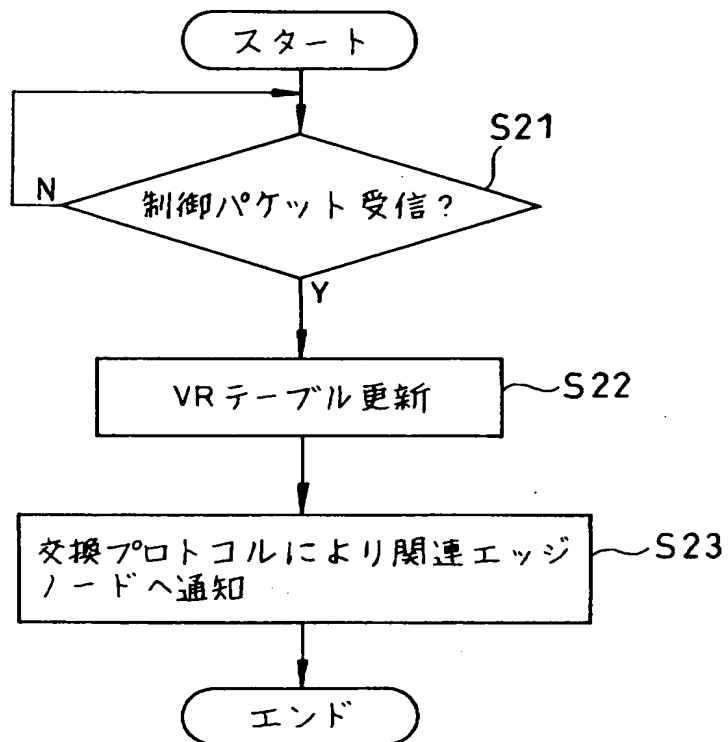 スタート
S21
N
制御パケット受信?
Y
VRテーブル更新
S22
交換プロトコルにより関連エッジ
ノードへ通知
S23
エンド